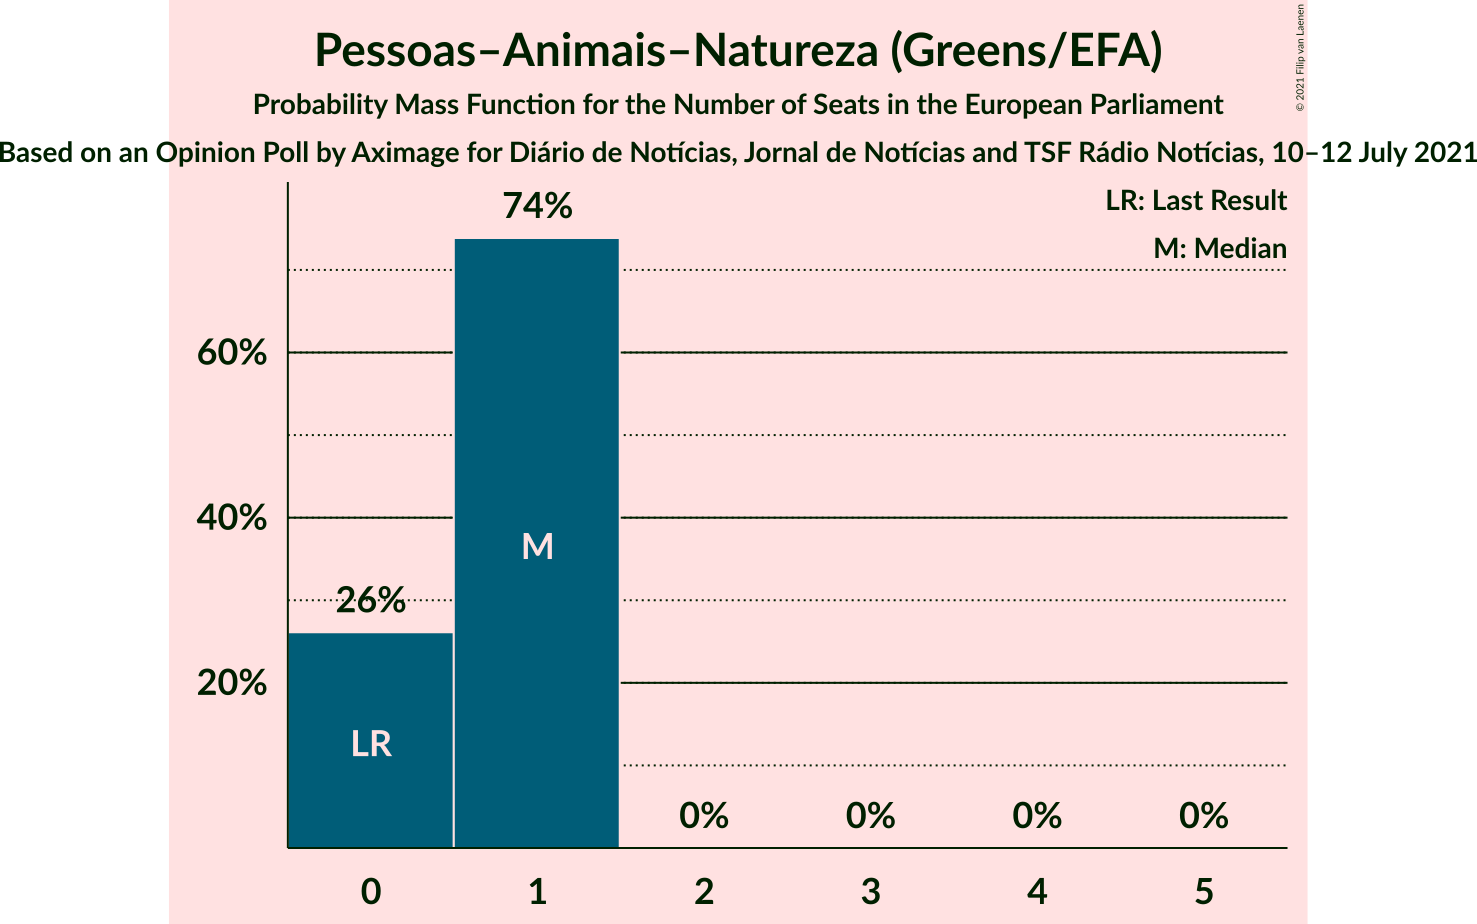 Pessoas–Animais–Natureza (Greens/EFA)
Probability Mass Function for the Number of Seats in the European Parliament
Based on an Opinion Poll by Aximage for Diário de Notícias, Jornal de Notícias and TSF Rádio Notícias, 10–12 July 2021
© 2021 Filip van Laenen
LR: Last Result
M: Median
74%
60%
40%
M
26%
20%
LR
0% 0% 0% 0%
0 1 2 3 4 5